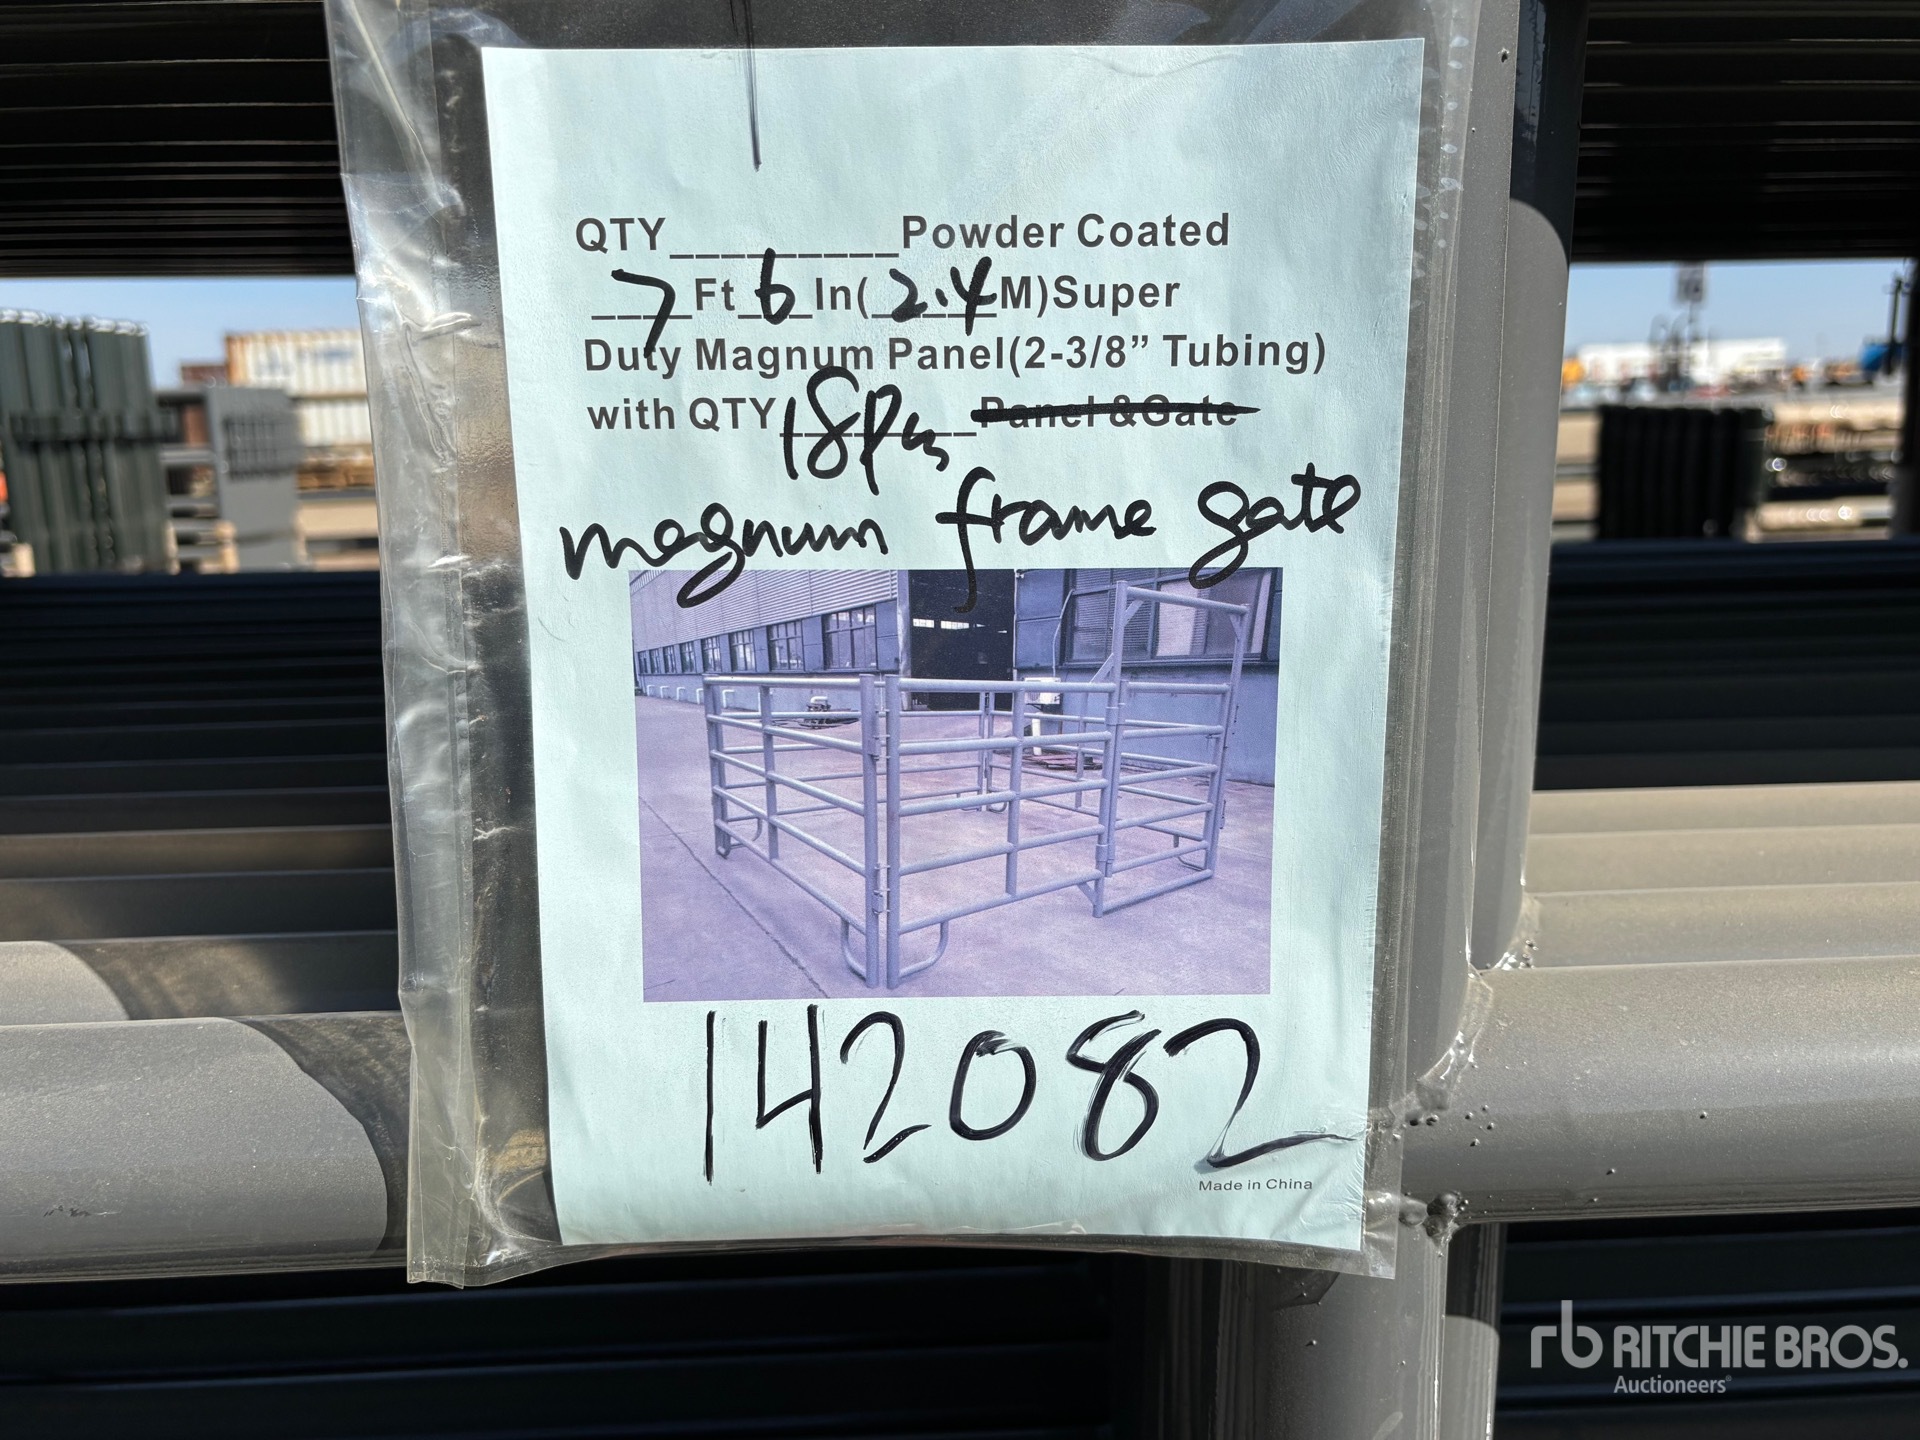 QTY_________Powder Coated
7 Ft 6 In(2.4 M)Super
Duty Magnum Panel(2-3/8” Tubing)
with QTY 18pcs Panel &Gate
magnum frame gate
142082
Made in China
rb RITCHIE BROS.
Auctioneers